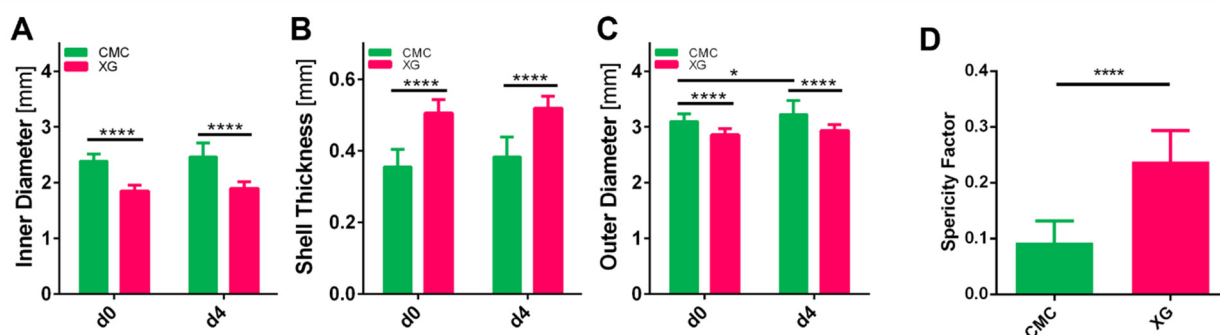 A
CMC
XG
Inner Diameter [mm]
4
3
2
1
0
****
****
d0
d4
B
CMC
XG
Shell Thickness [mm]
0.6
0.4
0.2
0.0
****
****
d0
d4
C
CMC
XG
Outer Diameter [mm]
4
3
2
1
0
*
****
****
d0
d4
D
Sperícity Factor
0.4
0.3
0.2
0.1
0.0
****
CMC
XG